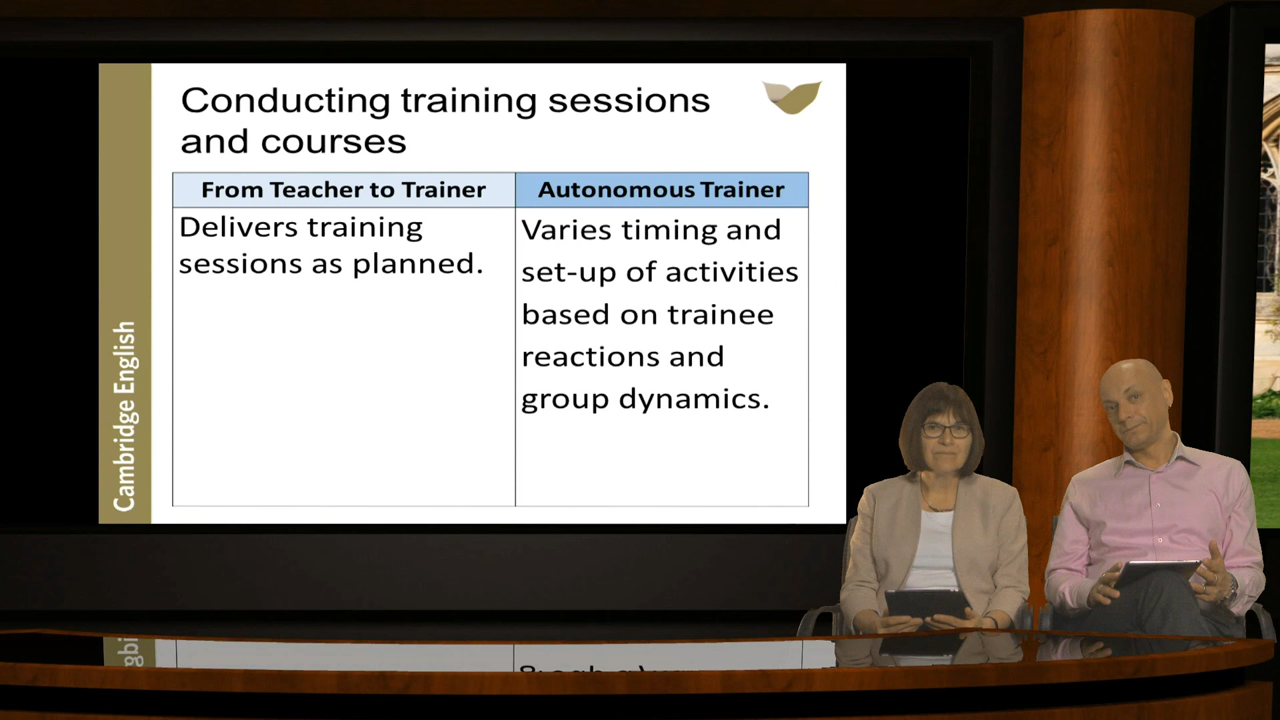 Conducting training sessions
and courses
From Teacher to Trainer
Autonomous Trainer
Delivers training
sessions as planned.
Varies timing and
set-up of activities
based on trainee
reactions and
group dynamics.
Cambridge English